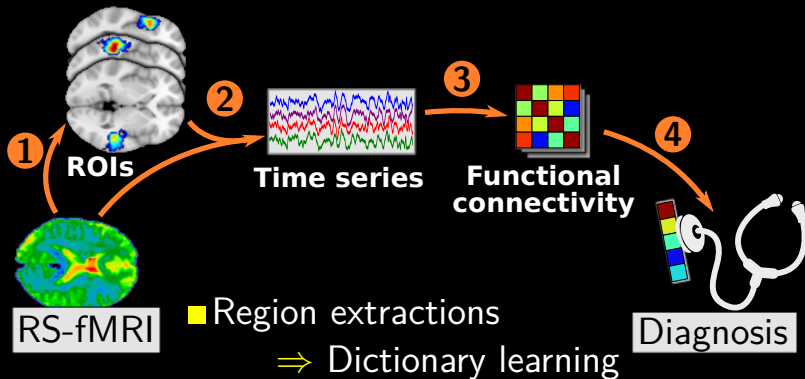 3
2
4
1
ROIs
Time series
Functional
connectivity
RS-fMRI
Region extractions
⇒ Dictionary learning
Diagnosis